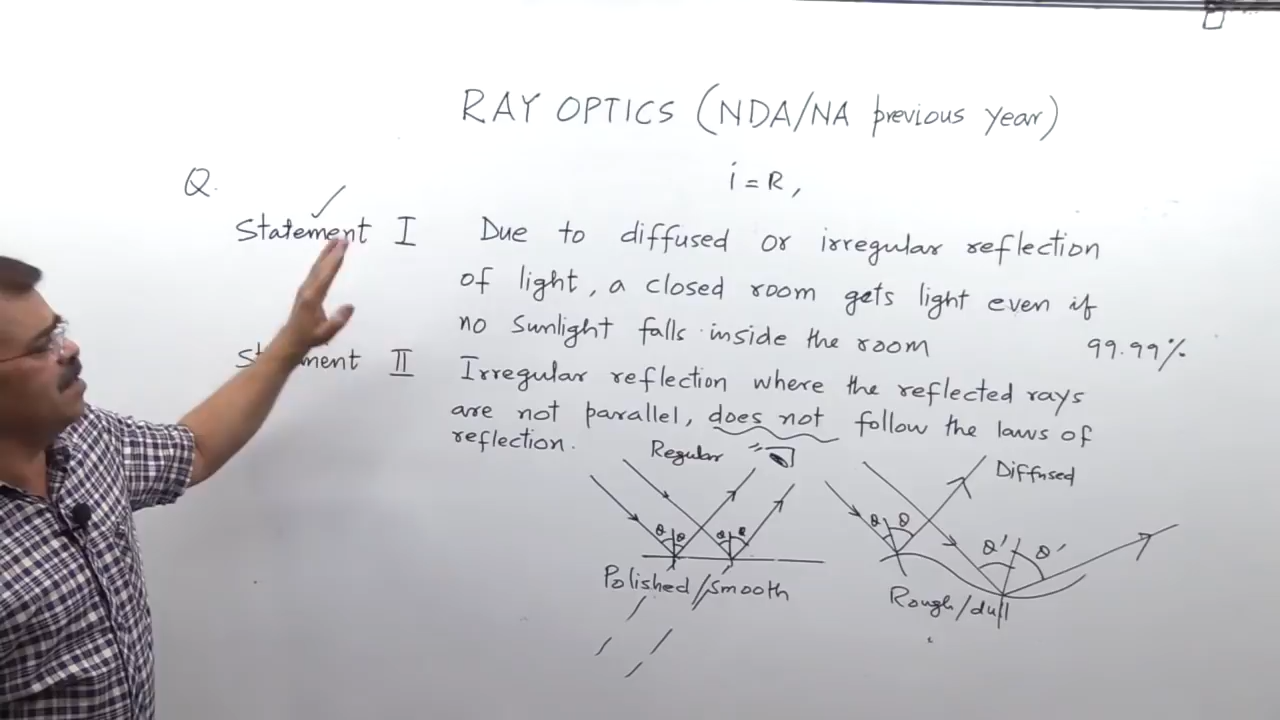 RAY OPTICS (NDA/NA previous year)
Q.
i = R,
Statement I Due to diffused or irregular reflection
of light, a closed room gets light even if
no Sunlight falls inside the room
99.99%
Statement II Irregular reflection where the reflected rays
are not parallel, does not follow the laws of
reflection.
Regular
Diffused
θ θ θ θ
θ θ
θ' θ'
Polished/Smooth
Rough/dull